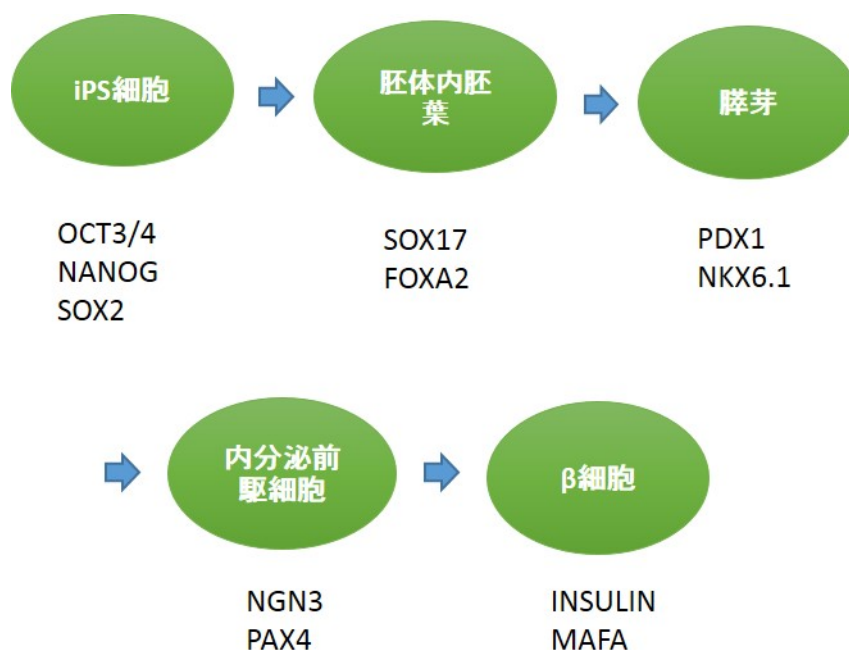 iPS細胞
胚体内胚
葉
膵芽
OCT3/4
NANOG
SOX2
SOX17
FOXA2
PDX1
NKX6.1
内分泌前
駆細胞
β細胞
NGN3
PAX4
INSULIN
MAFA